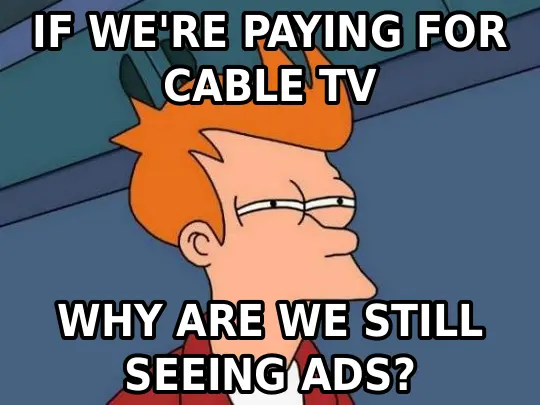 IF WE'RE PAYING FOR
CABLE TV
WHY ARE WE STILL
SEEING ADS?